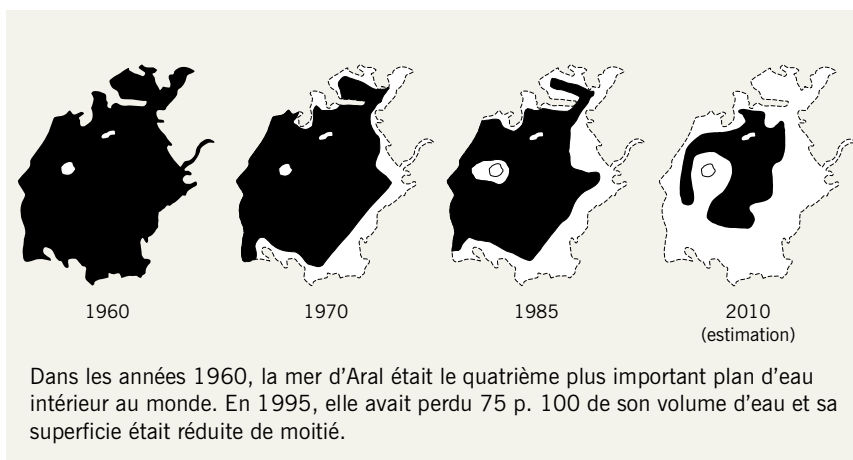 1960 1970 1985 2010
(estimation)
Dans les années 1960, la mer d'Aral était le quatrième plus important plan d'eau
intérieur au monde. En 1995, elle avait perdu 75 p. 100 de son volume d'eau et sa
superficie était réduite de moitié.